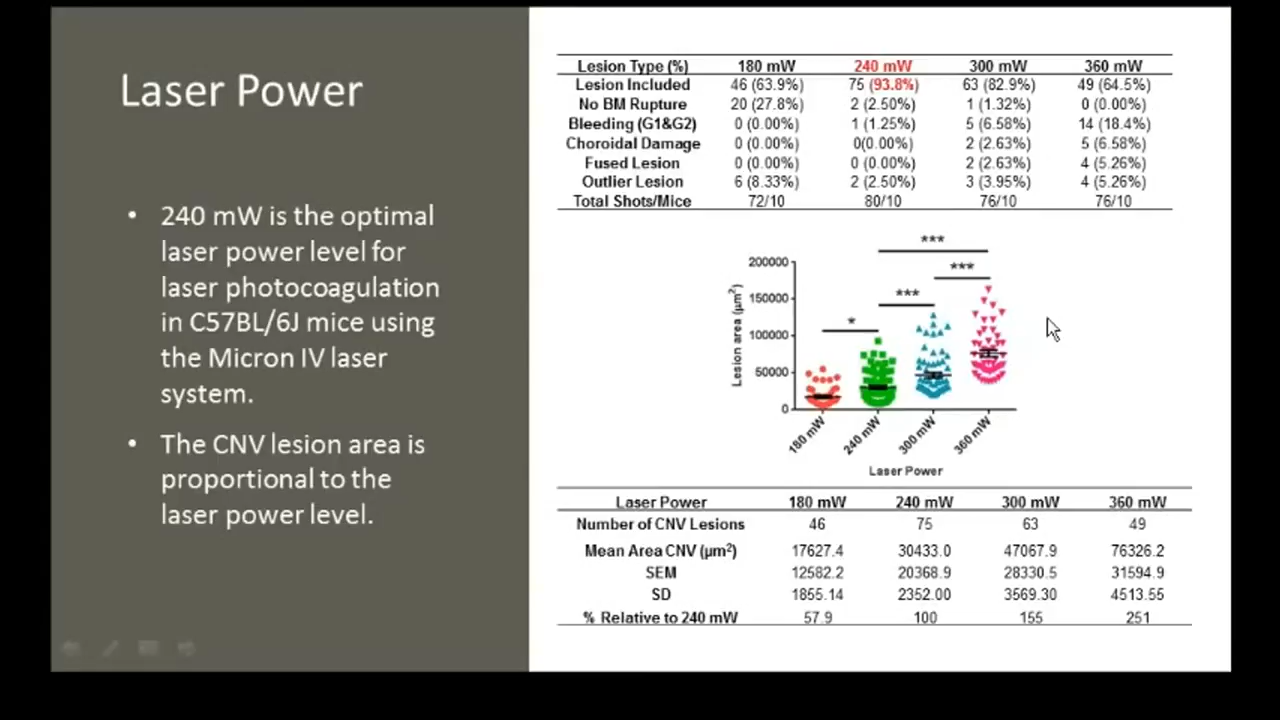 Laser Power
• 240 mW is the optimal
laser power level for
laser photocoagulation
in C57BL/6J mice using
the Micron IV laser
system.
• The CNV lesion area is
proportional to the
laser power level.
Lesion Type (%) 180 mW 240 mW 300 mW 360 mW
Lesion Included 46 (63.9%) 75 (93.8%) 63 (82.9%) 49 (64.5%)
No BM Rupture 20 (27.8%) 2 (2.50%) 1 (1.32%) 0 (0.00%)
Bleeding (G1&G2) 0 (0.00%) 1 (1.25%) 5 (6.58%) 14 (18.4%)
Choroidal Damage 0 (0.00%) 0(0.00%) 2 (2.63%) 5 (6.58%)
Fused Lesion 0 (0.00%) 0 (0.00%) 2 (2.63%) 4 (5.26%)
Outlier Lesion 6 (8.33%) 2 (2.50%) 3 (3.95%) 4 (5.26%)
Total Shots/Mice 72/10 80/10 76/10 76/10
***
***
***
*
Lesion area (µm²)
200000
150000
100000
50000
0
180 mW 240 mW 300 mW 360 mW
Laser Power
Laser Power 180 mW 240 mW 300 mW 360 mW
Number of CNV Lesions 46 75 63 49
Mean Area CNV (µm²) 17627.4 30433.0 47067.9 76326.2
SEM 12582.2 20368.9 28330.5 31594.9
SD 1855.14 2352.00 3569.30 4513.55
% Relative to 240 mW 57.9 100 155 251